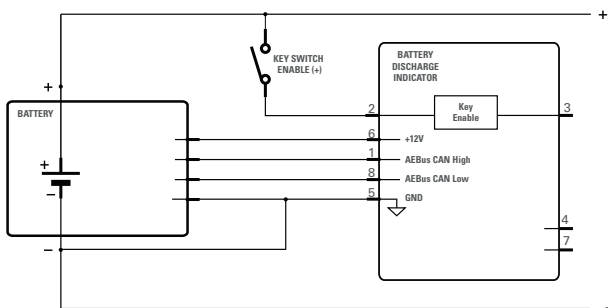 +
KEY SWITCH
ENABLE (+)
BATTERY
DISCHARGE
INDICATOR
+
BATTERY
2
Key
Enable
3
6
+12V
1
AEBus CAN High
+
8
AEBus CAN Low
−
5
GND
4
7
−